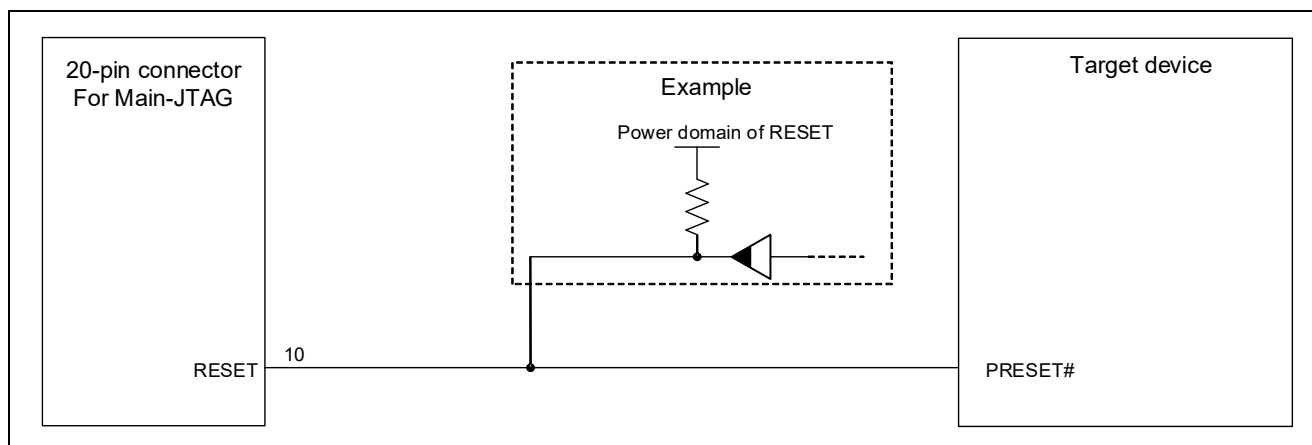 20-pin connector
For Main-JTAG
Example
Power domain of RESET
Target device
RESET
10
PRESET#